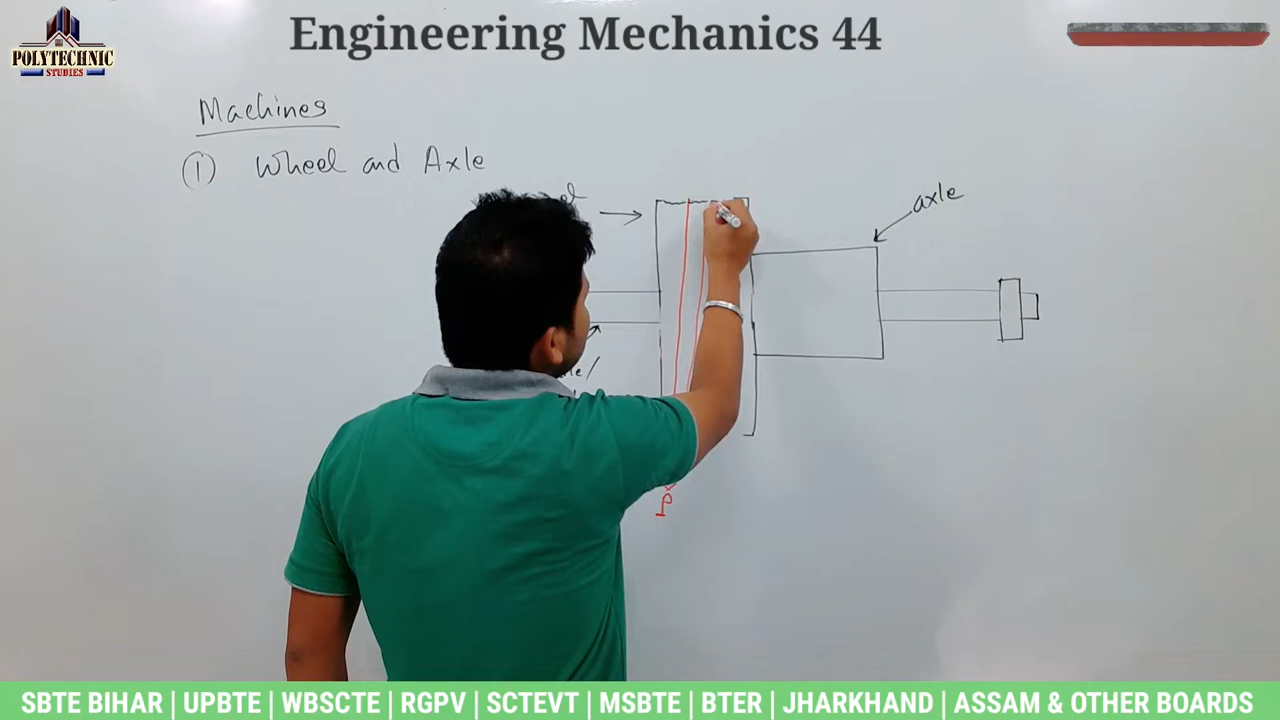 Engineering Mechanics 44
POLYTECHNIC
STUDIES
Machines
(1) Wheel and Axle
axle
P
SBTE BIHAR | UPBTE | WBSCTE | RGPV | SCTEVT | MSBTE | BTER | JHARKHAND | ASSAM & OTHER BOARDS